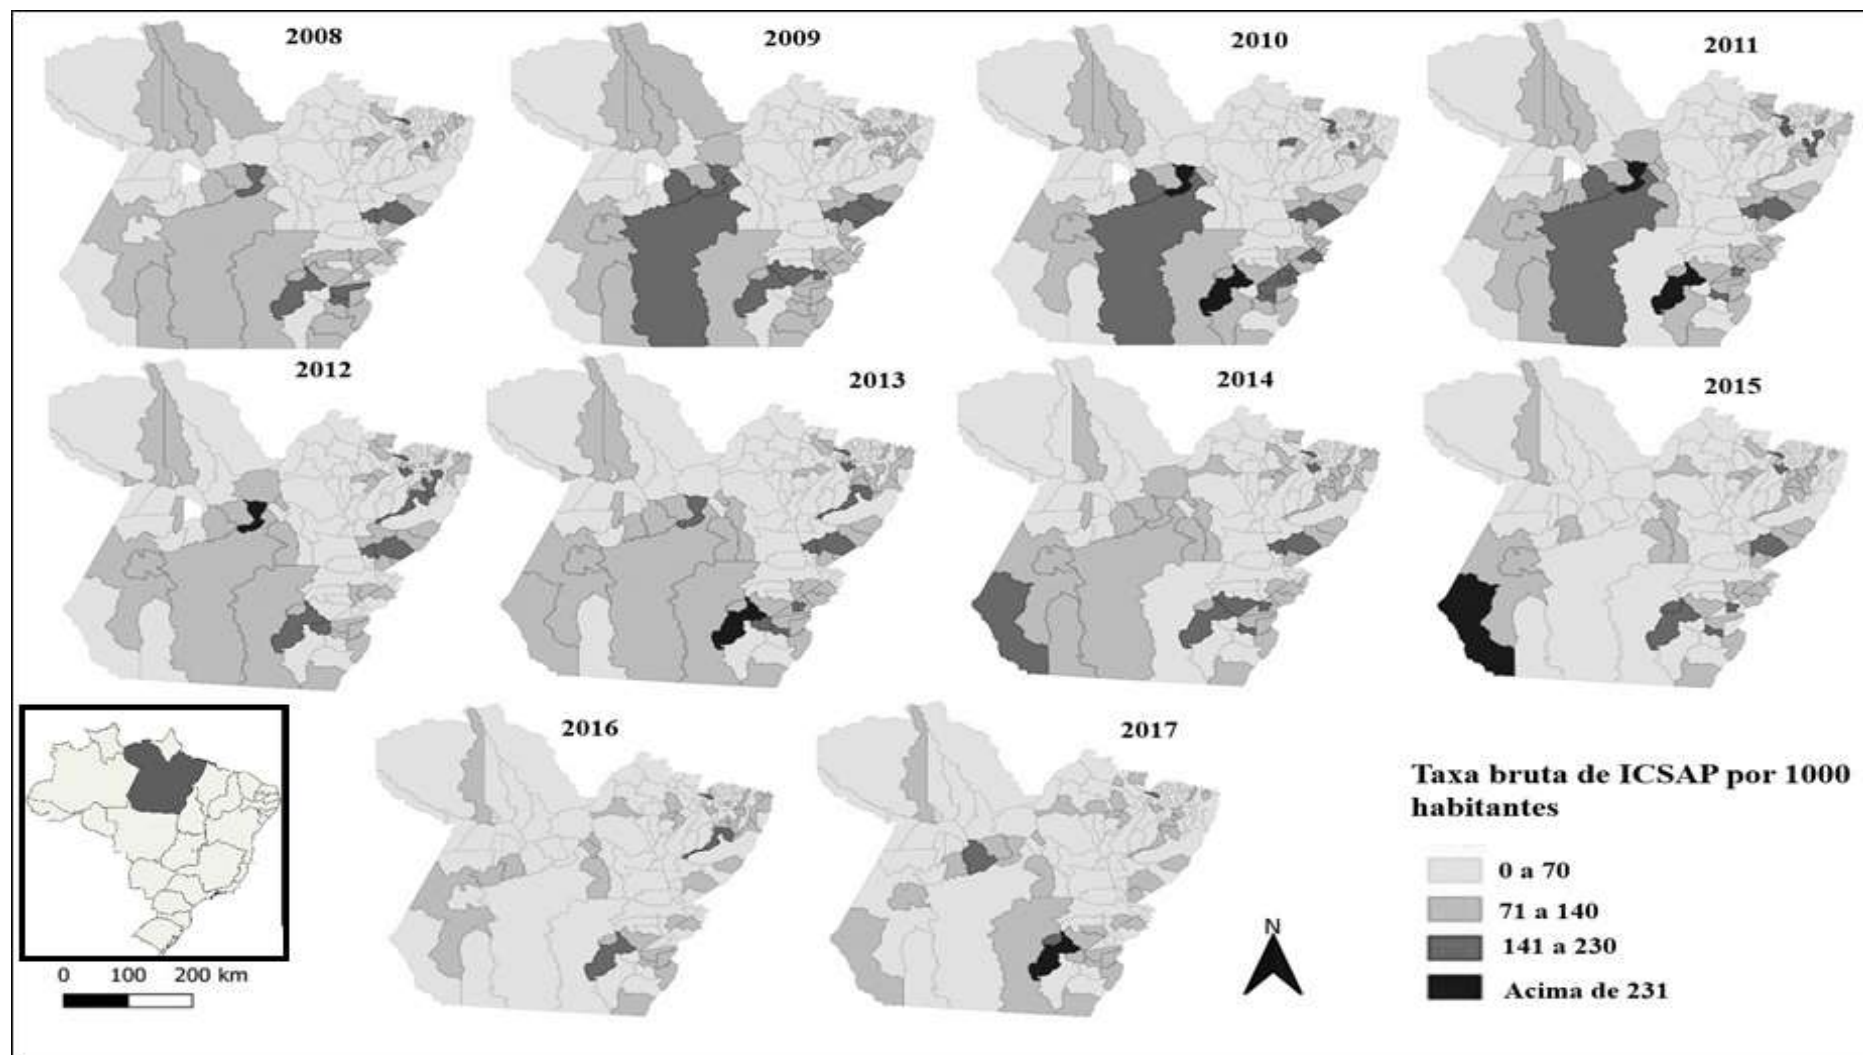 2008
2009
2010
2011
2012
2013
2014
2015
2016
2017
Taxa bruta de ICSAP por 1000
habitantes
0 a 70
71 a 140
141 a 230
Acima de 231
N
0 100 200 km